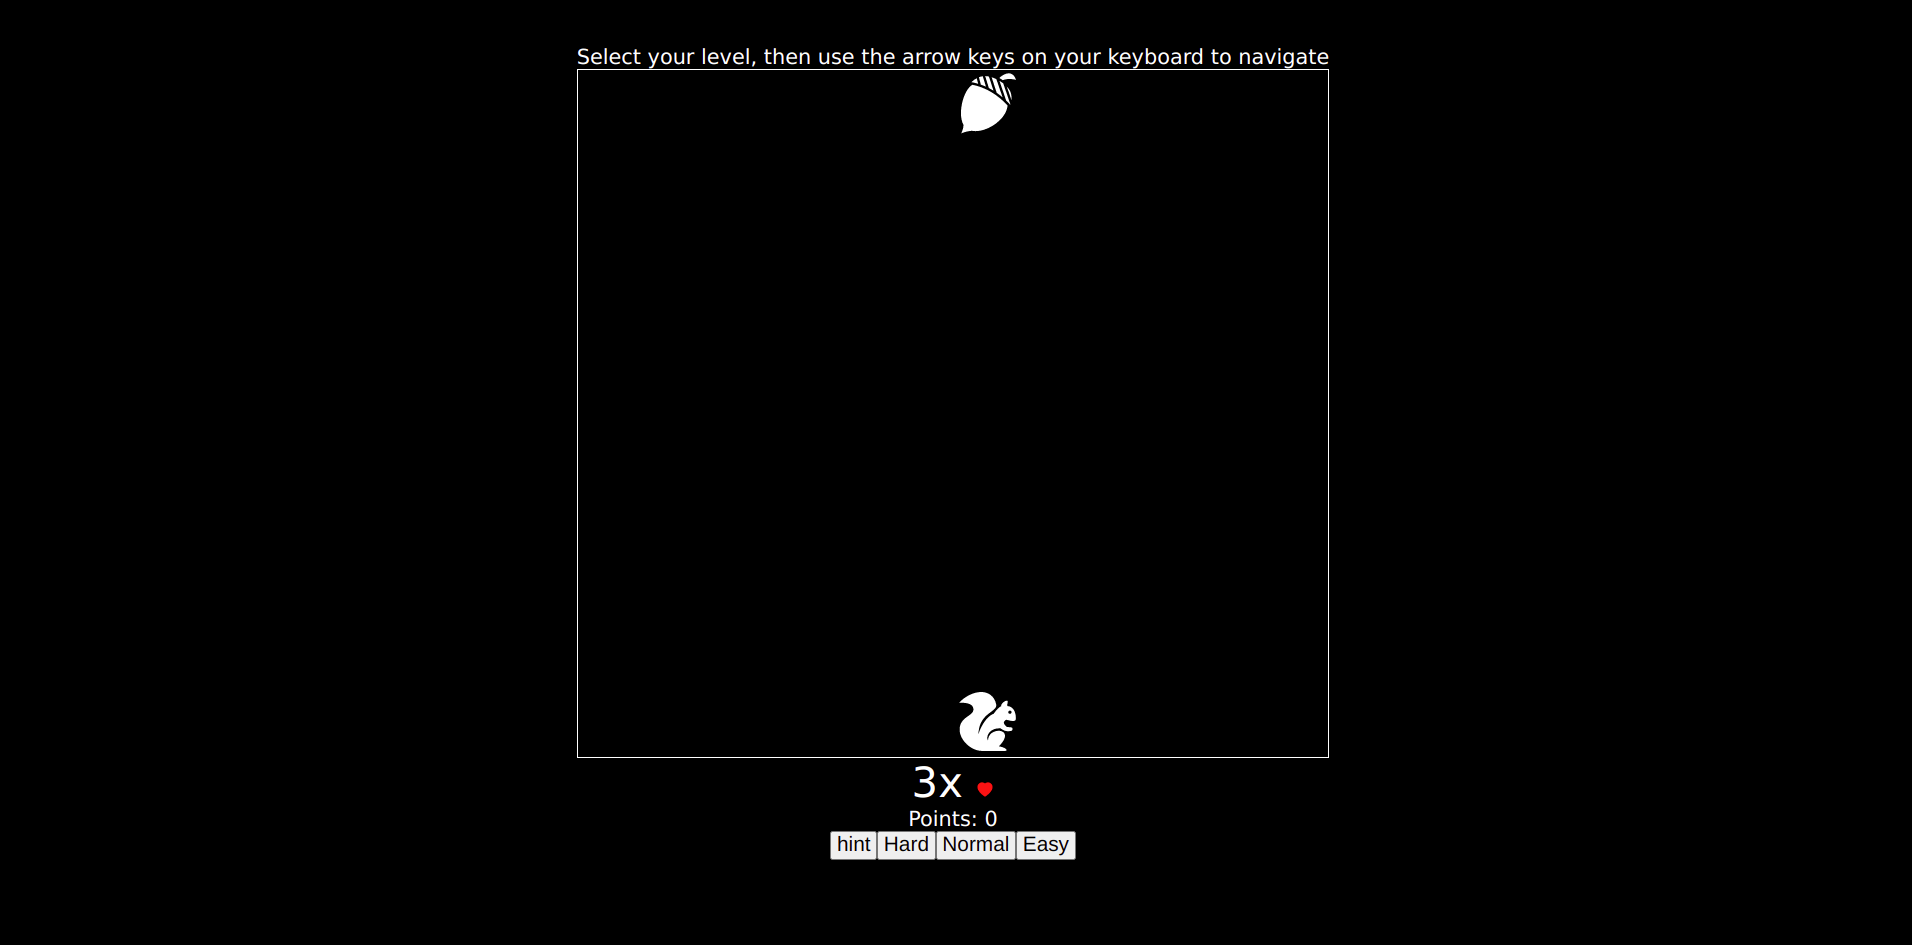 Select your level, then use the arrow keys on your keyboard to navigate
3x
Points: 0
hint Hard Normal Easy